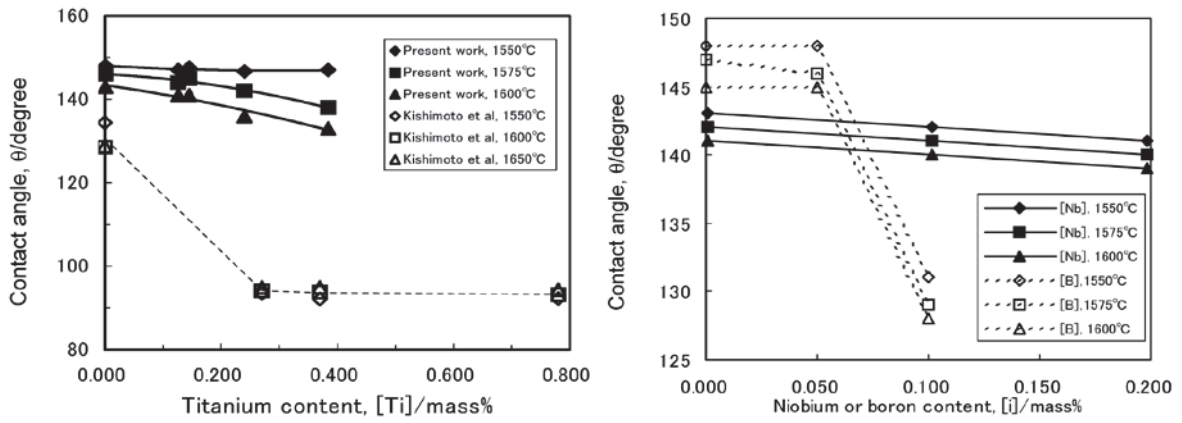 160
140
120
100
80
0.000 0.200 0.400 0.600 0.800
Contact angle, θ/degree
Titanium content, [Ti]/mass%
Present work, 1550℃
Present work, 1575℃
Present work, 1600℃
Kishimoto et al, 1550℃
Kishimoto et al, 1600℃
Kishimoto et al, 1650℃
150
145
140
135
130
125
0.000 0.050 0.100 0.150 0.200
Contact angle, θ/degree
Niobium or boron content, [i]/mass%
[Nb], 1550℃
[Nb], 1575℃
[Nb], 1600℃
[B],1550℃
[B],1575℃
[B], 1600℃